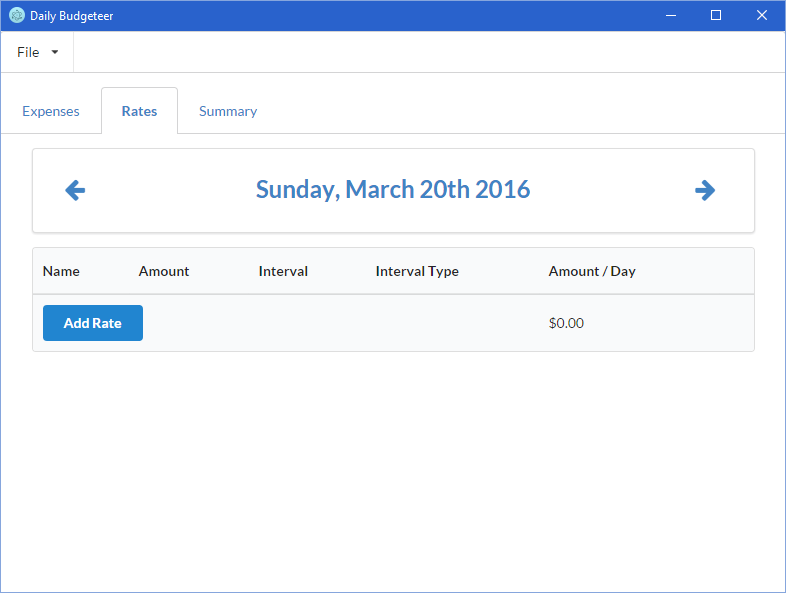 Daily Budgeteer
File
Expenses Rates Summary
Sunday, March 20th 2016
Name Amount Interval Interval Type Amount / Day
Add Rate $0.00